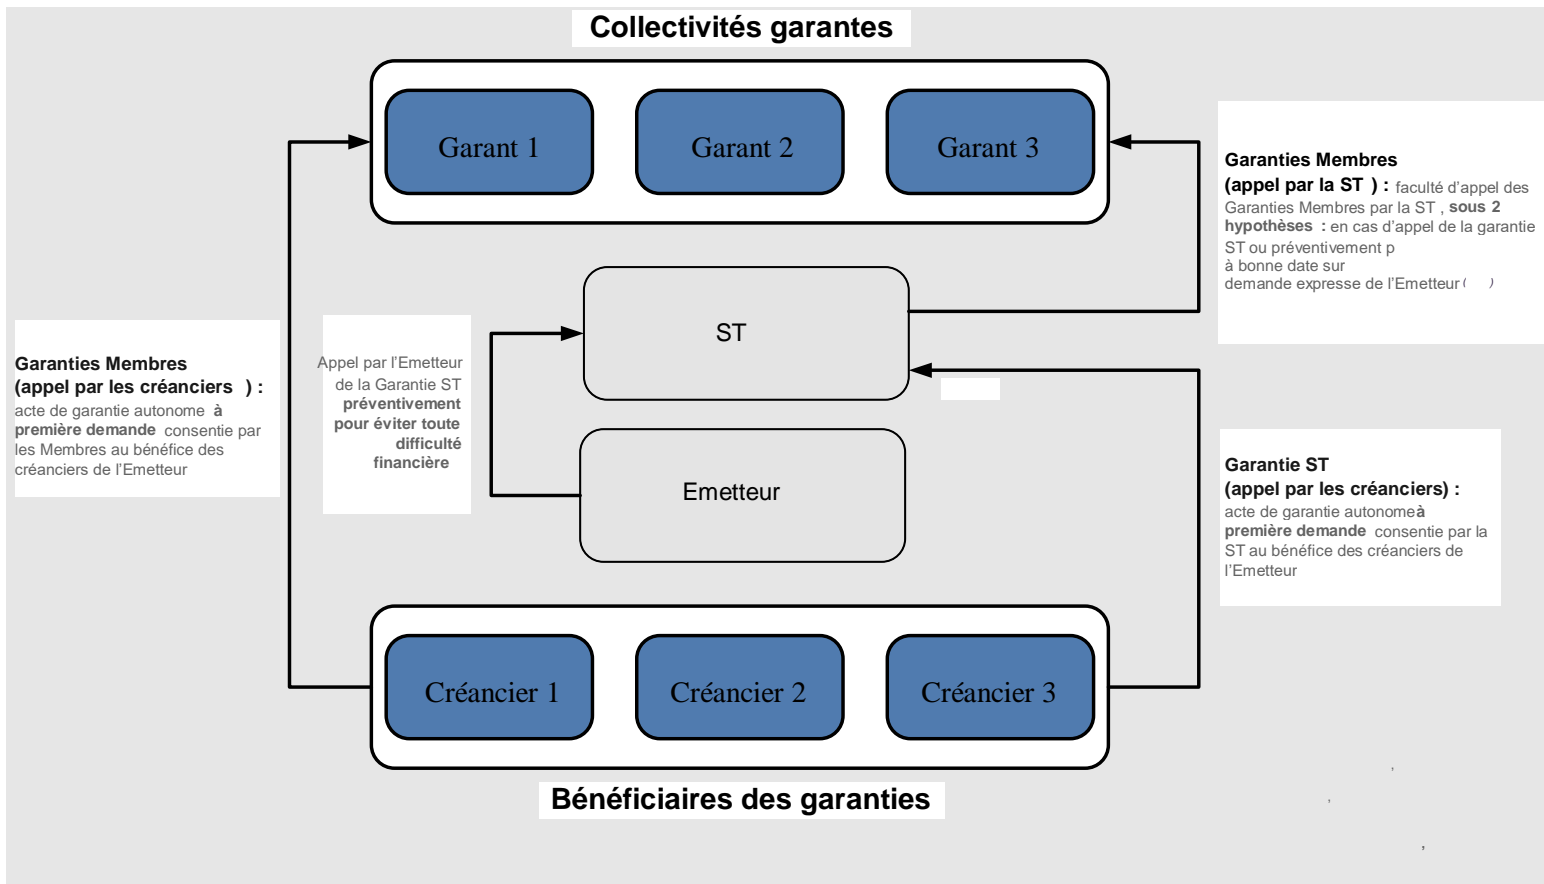 Collectivités garantes
Garant 1
Garant 2
Garant 3
Garanties Membres
(appel par la ST ) : faculté d'appel des
Garanties Membres par la ST , sous 2
hypothèses : en cas d'appel de la garantie
ST ou préventivement p
à bonne date sur
demande expresse de l'Emetteur ( )
ST
Appel par l'Emetteur
de la Garantie ST
préventivement
pour éviter toute
difficulté
financière
Garanties Membres
(appel par les créanciers ) :
acte de garantie autonome à
première demande consentie par
les Membres au bénéfice des
créanciers de l'Emetteur
Emetteur
Garantie ST
(appel par les créanciers) :
acte de garantie autonome à
première demande consentie par la
ST au bénéfice des créanciers de
l'Emetteur
Créancier 1
Créancier 2
Créancier 3
Bénéficiaires des garanties